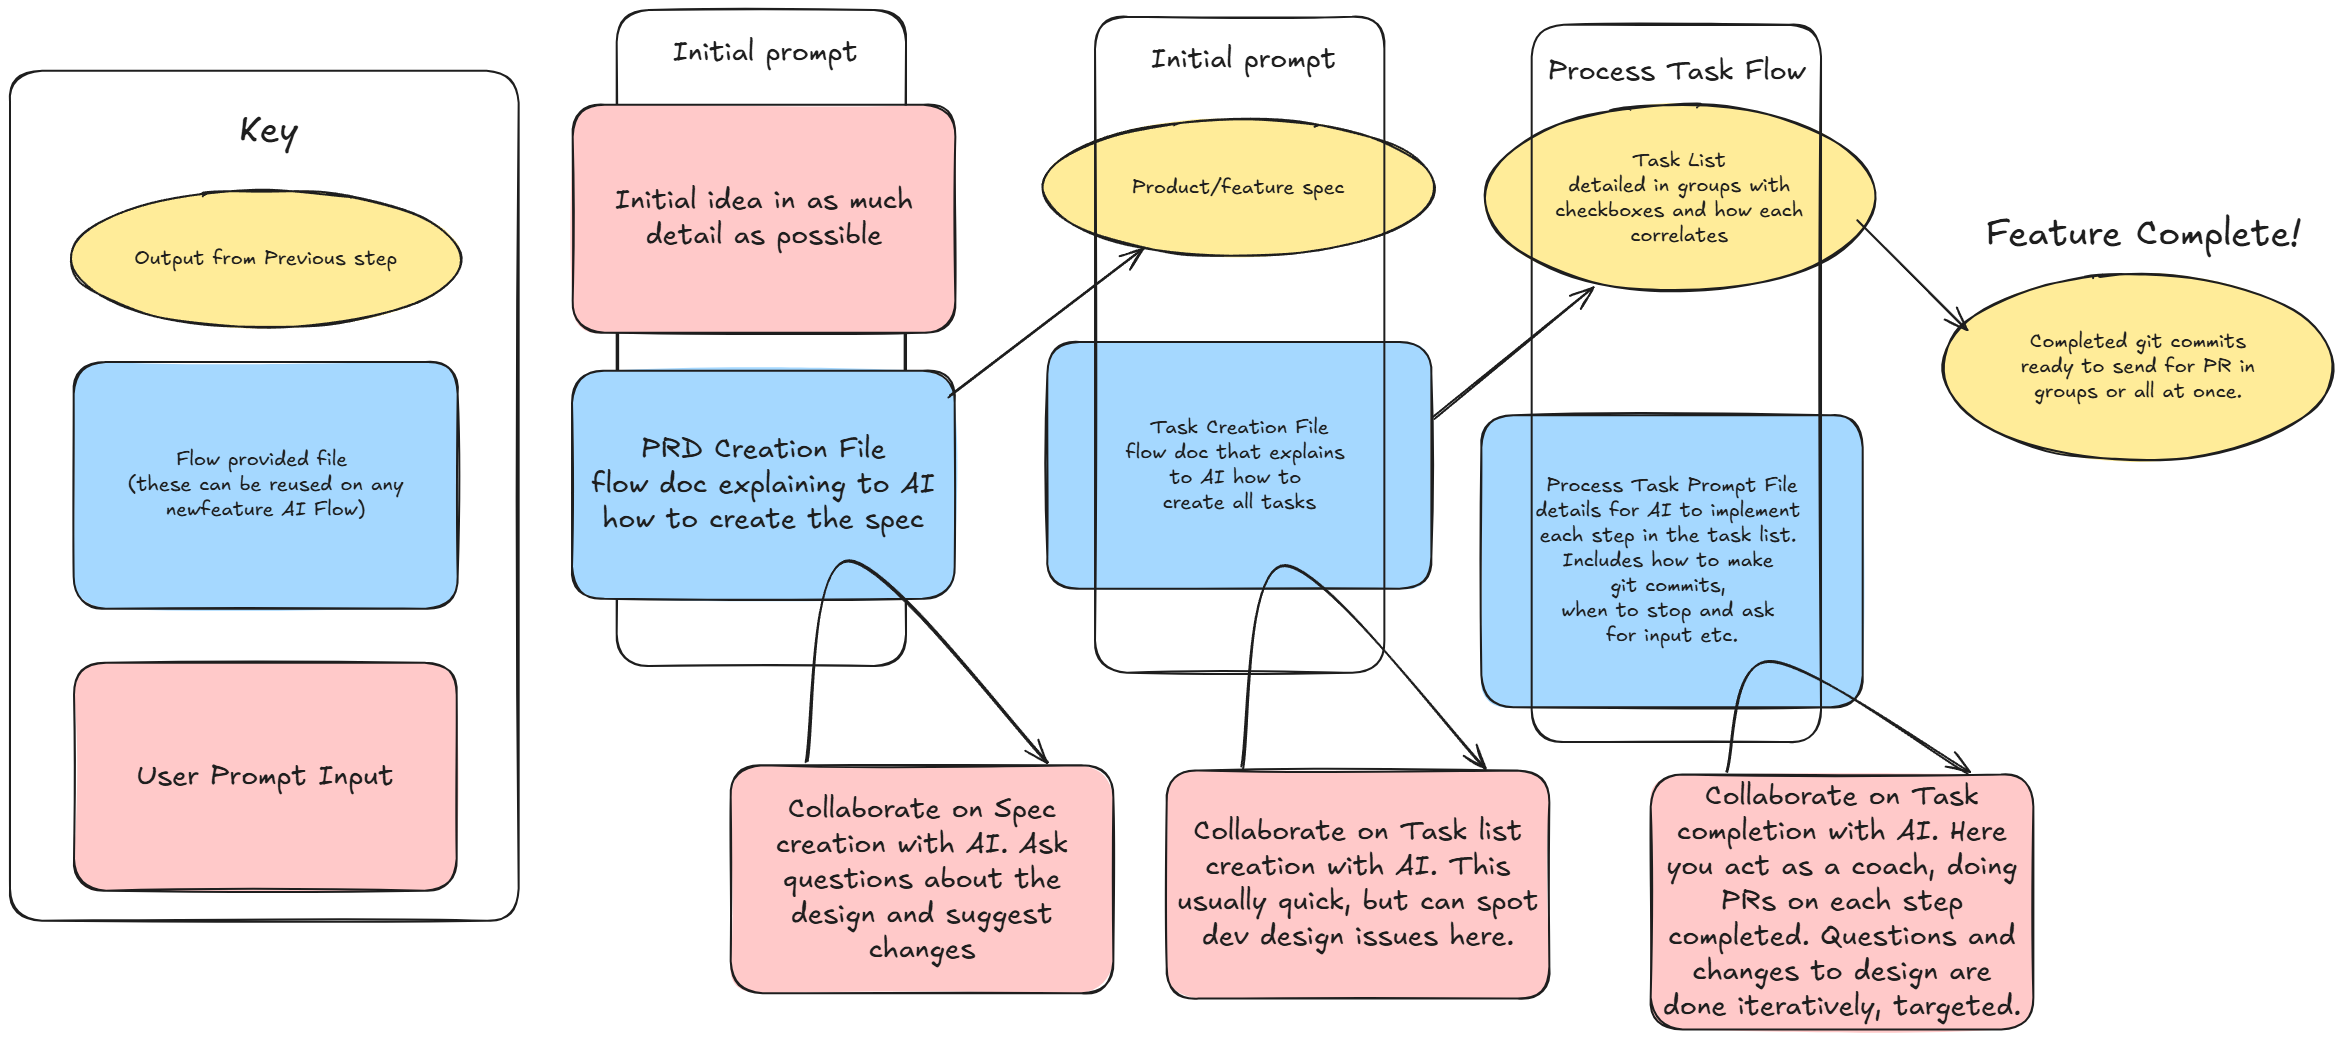 Key
Output from Previous step
Flow provided file
(these can be reused on any
newfeature AI Flow)
User Prompt Input
Initial prompt
Initial idea in as much
detail as possible
PRD Creation File
flow doc explaining to AI
how to create the spec
Collaborate on Spec
creation with AI. Ask
questions about the
design and suggest
changes
Initial prompt
Product/feature spec
Task Creation File
flow doc that explains
to AI how to
create all tasks
Collaborate on Task list
creation with AI. This
usually quick, but can spot
dev design issues here.
Process Task Flow
Task List
detailed in groups with
checkboxes and how each
correlates
Process Task Prompt File
details for AI to implement
each step in the task list.
Includes how to make
git commits,
when to stop and ask
for input etc.
Collaborate on Task
completion with AI. Here
you act as a coach, doing
PRs on each step
completed. Questions and
changes to design are
done iteratively, targeted.
Feature Complete!
Completed git commits
ready to send for PR in
groups or all at once.